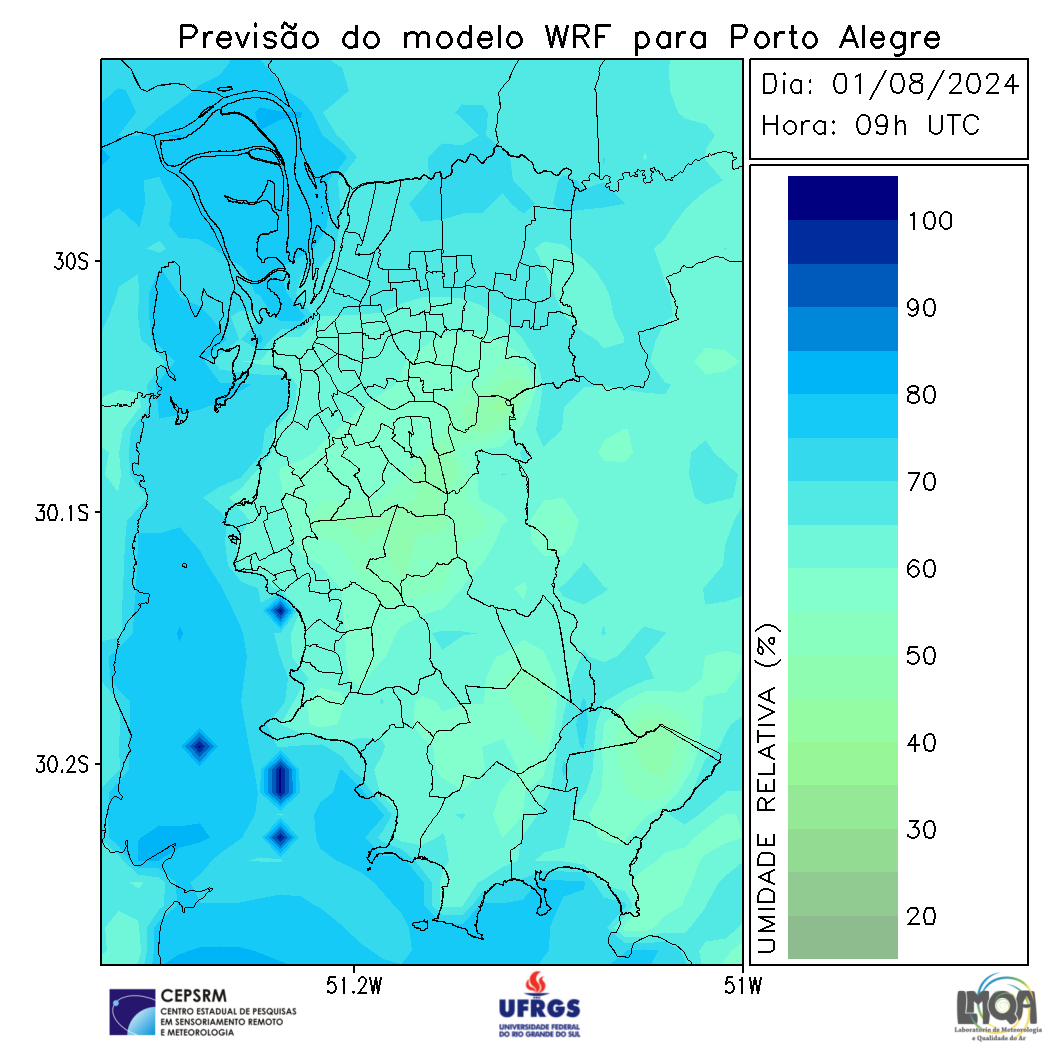 Previsão do modelo WRF para Porto Alegre
Dia: 01/08/2024
Hora: 09h UTC
30S
30.1S
30.2S
51.2W
51W
100
90
80
70
60
50
40
30
20
UMIDADE RELATIVA (%)
CEPSRM
CENTRO ESTADUAL DE PESQUISAS
EM SENSORIAMENTO REMOTO
E METEOROLOGIA
UFRGS
UNIVERSIDADE FEDERAL
DO RIO GRANDE DO SUL
LMQA
Laboratório de Meteorologia
e Qualidade do Ar